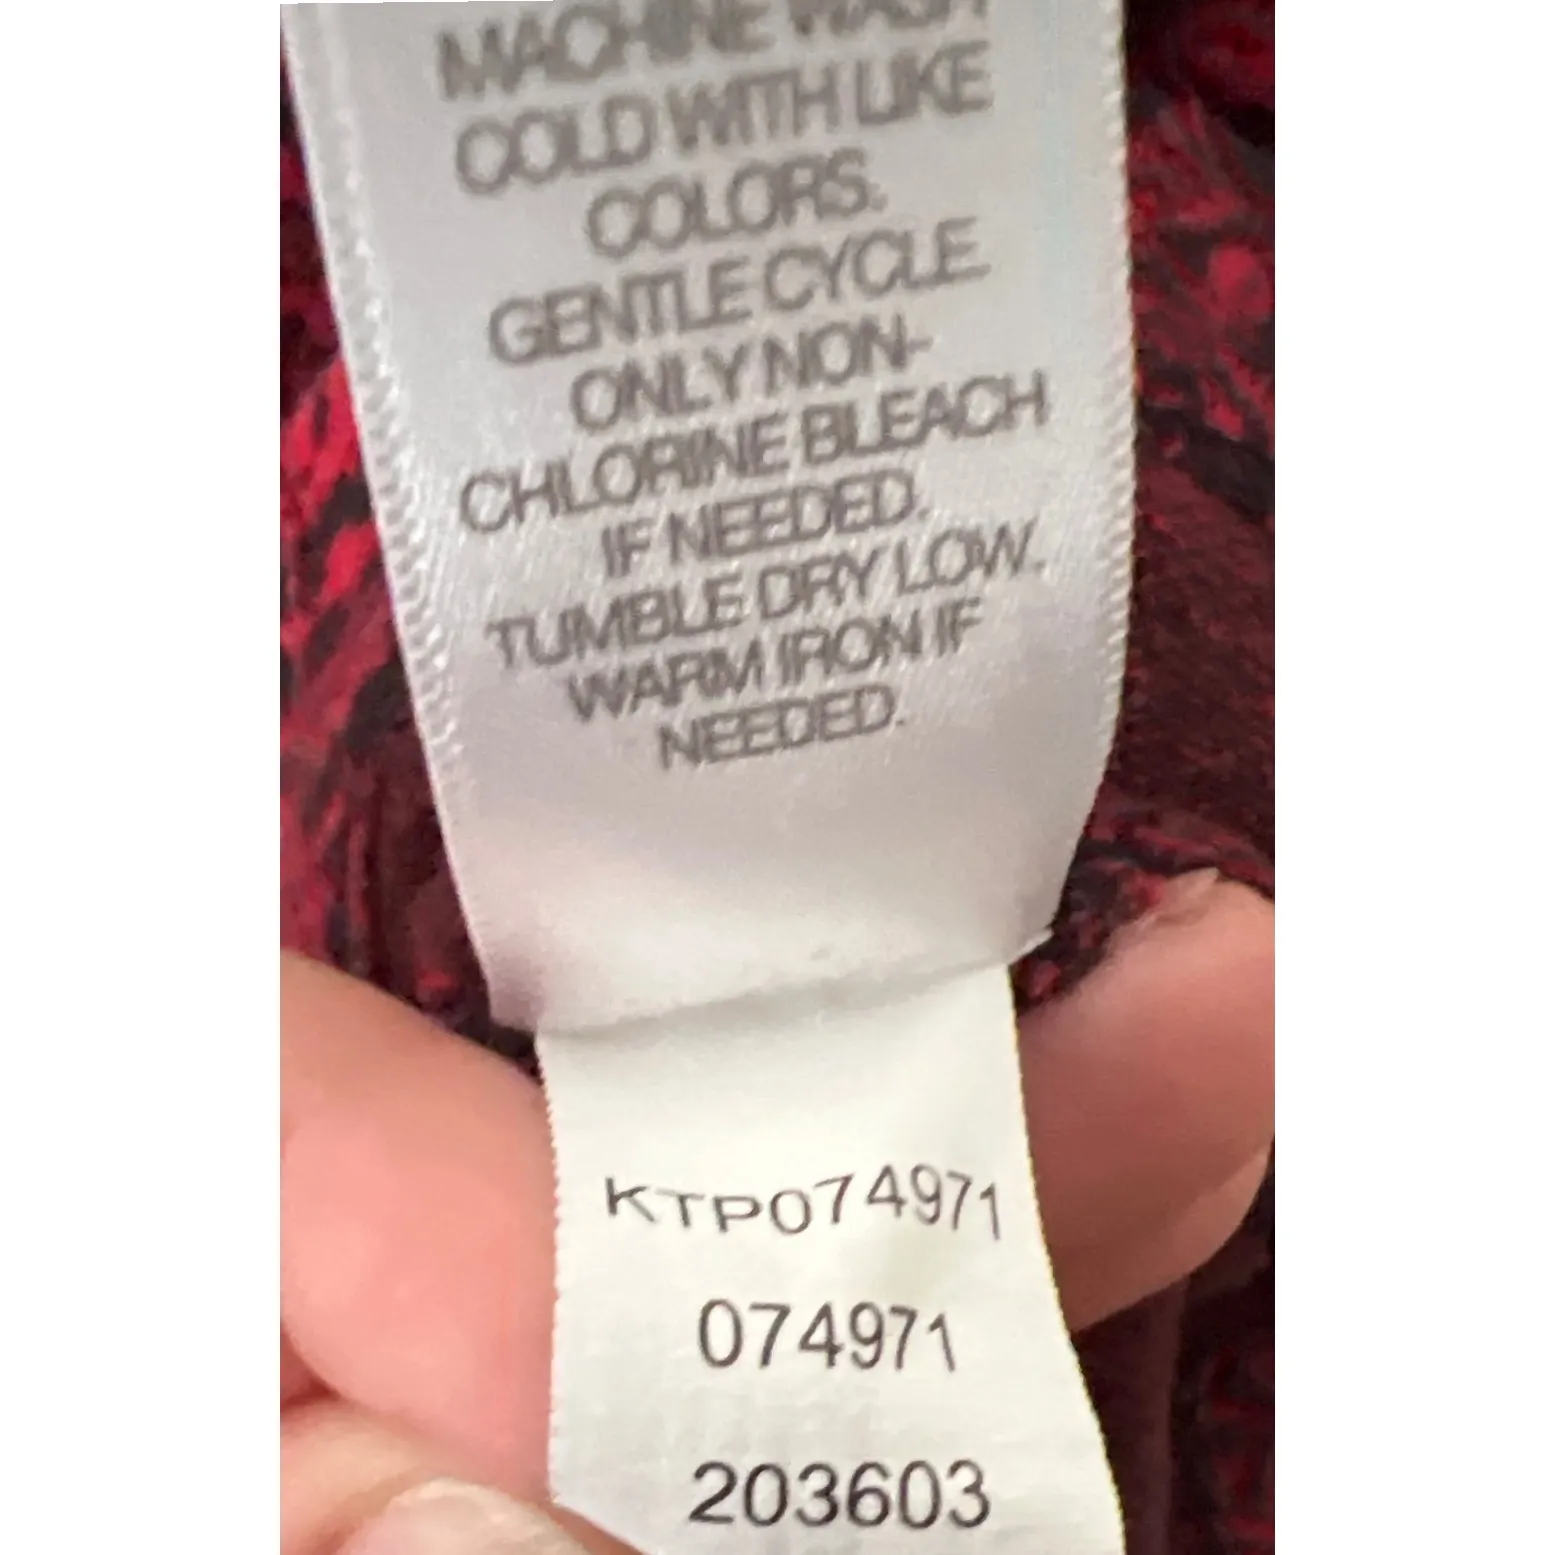 MACHINE WASH
COLD WITH LIKE
COLORS.
GENTLE CYCLE
ONLY NON-
CHLORINE BLEACH
IF NEEDED.
TUMBLE DRY LOW.
WARM IRON IF
NEEDED.
KTP074971
074971
203603